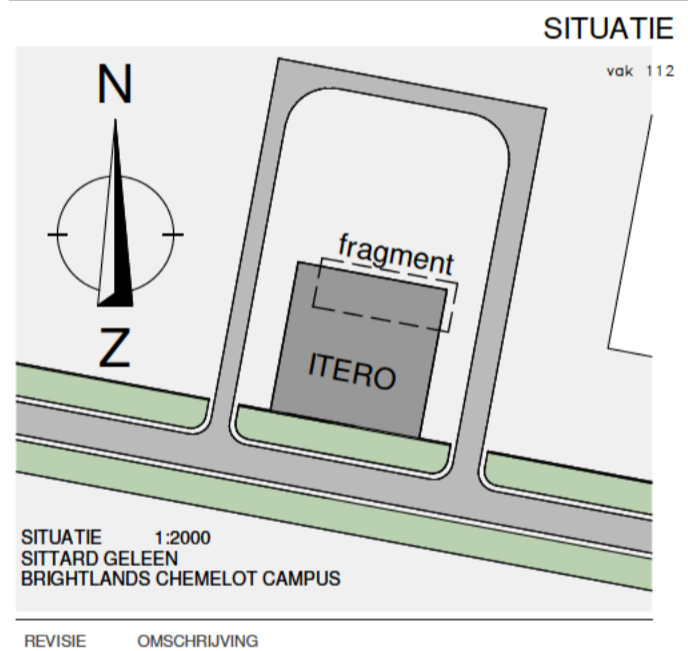 SITUATIE
vak 112
N
fragment
ITERO
Z
SITUATIE 1:2000
SITTARD GELEEN
BRIGHTLANDS CHEMELOT CAMPUS
REVISIE OMSCHRIJVING